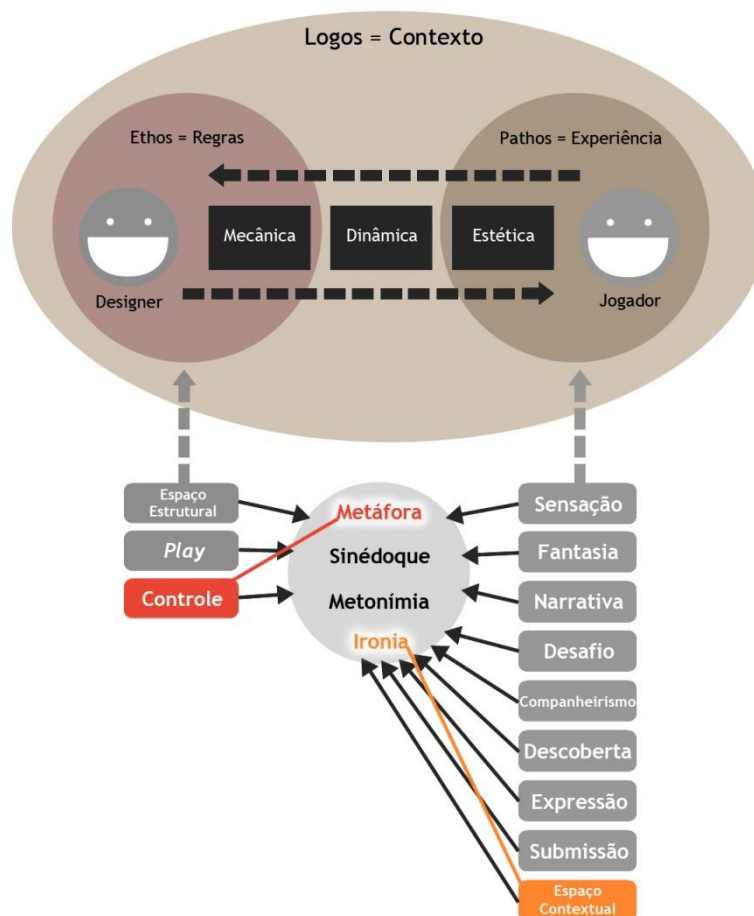 Logos = Contexto
Ethos = Regras
Pathos = Experiência
Mecânica
Dinâmica
Estética
Designer
Jogador
Espaço
Estrutural
Play
Controle
Metáfora
Sinédoque
Metonímia
Ironia
Sensação
Fantasia
Narrativa
Desafio
Companheirismo
Descoberta
Expressão
Submissão
Espaço
Contextual